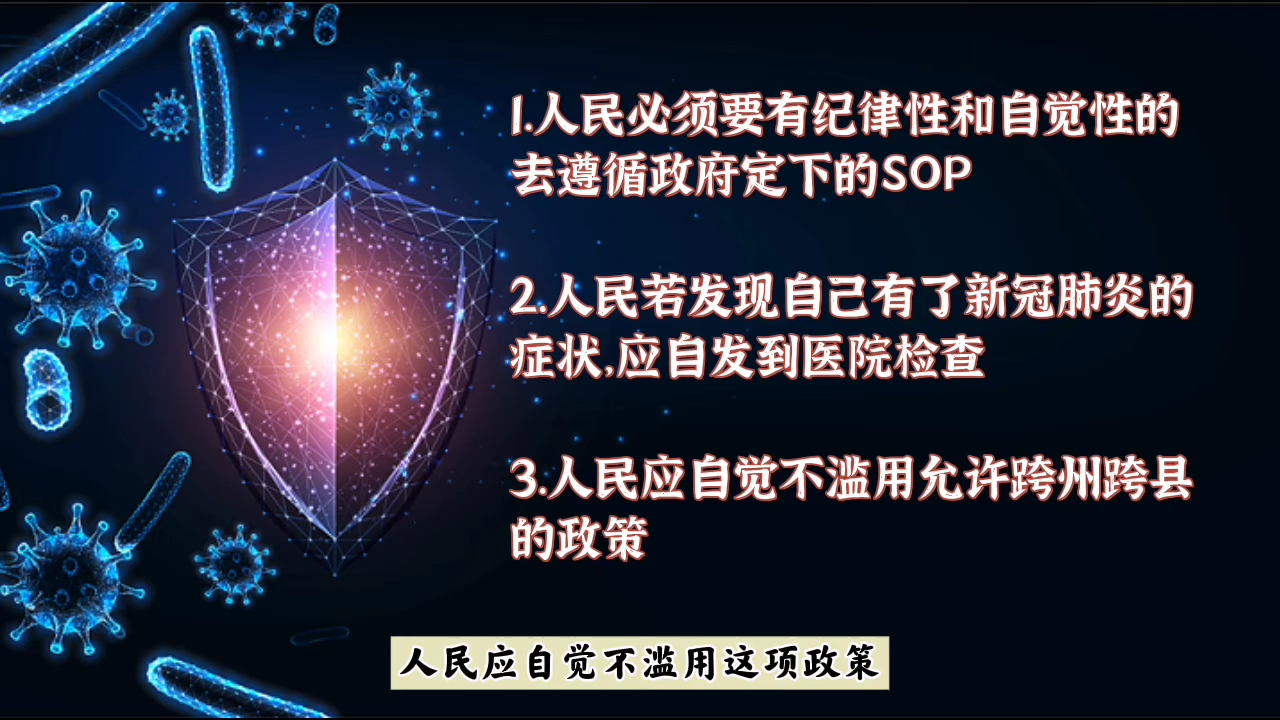 1.人民必须要有纪律性和自觉性的
去遵循政府定下的SOP
2.人民若发现自己有了新冠肺炎的
症状,应自发到医院检查
3.人民应自觉不滥用允许跨州跨县
的政策
人民应自觉不滥用这项政策